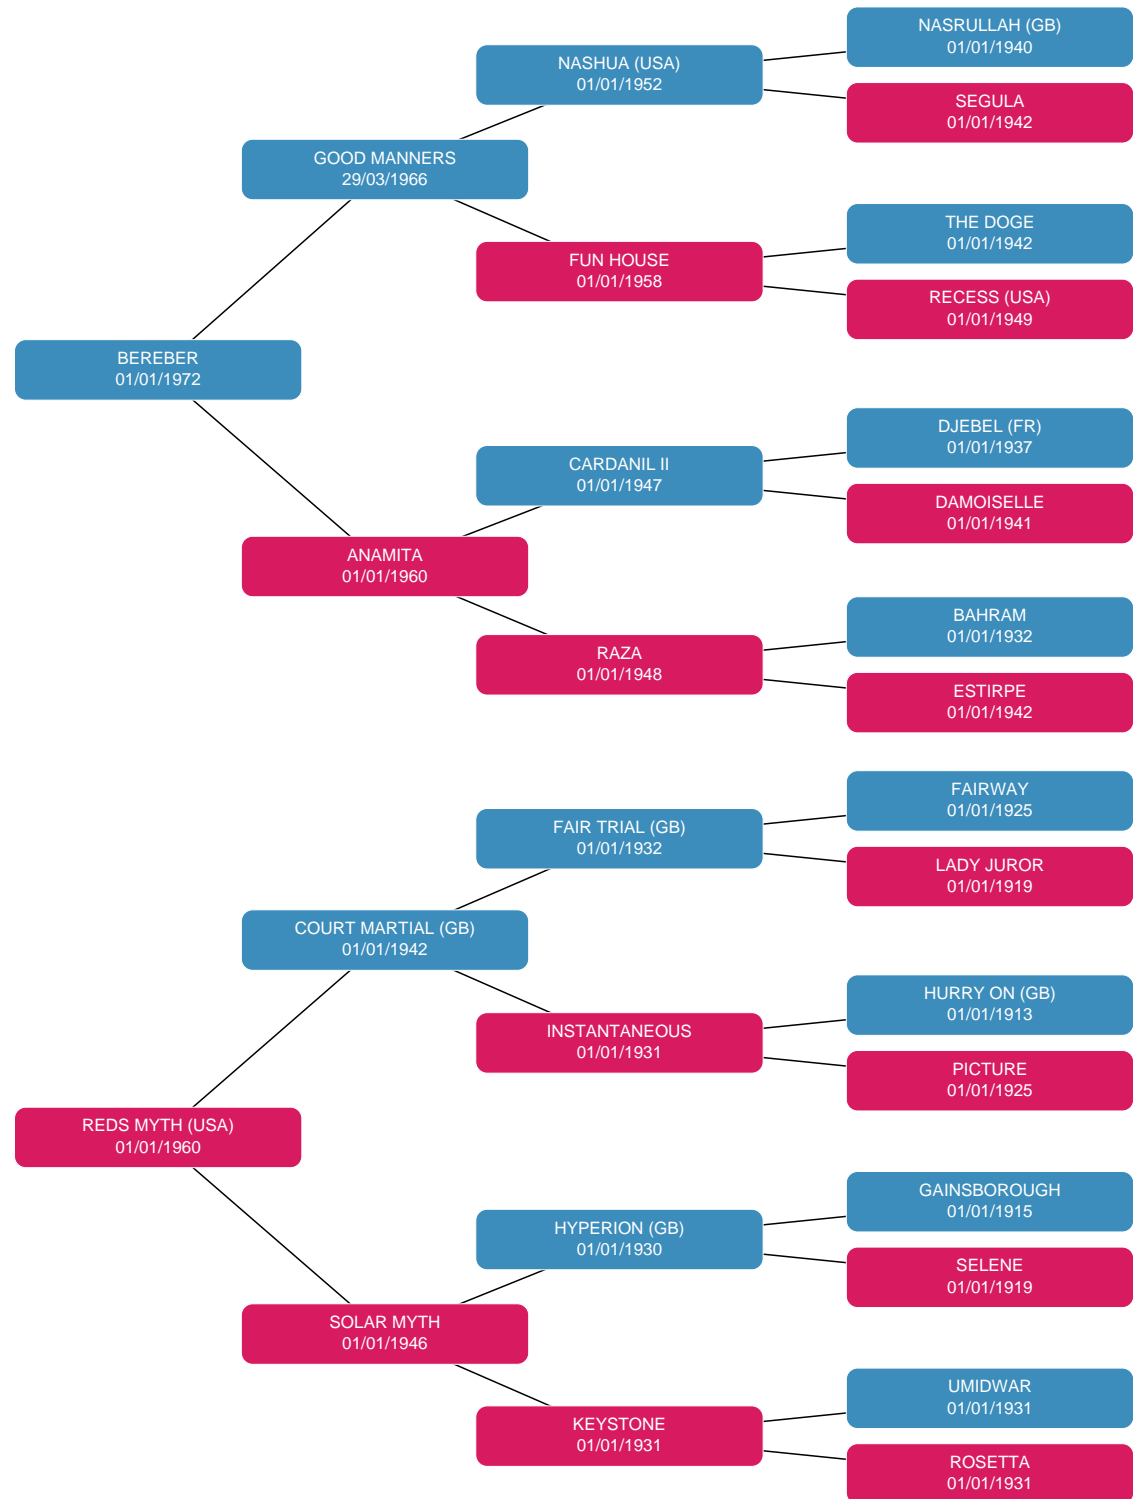 NASRULLAH (GB)
01/01/1940
NASHUA (USA)
01/01/1952
SEGULA
01/01/1942
GOOD MANNERS
29/03/1966
THE DOGE
01/01/1942
FUN HOUSE
01/01/1958
RECESS (USA)
01/01/1949
BEREBER
01/01/1972
DJEBEL (FR)
01/01/1937
CARDANIL II
01/01/1947
DAMOISELLE
01/01/1941
ANAMITA
01/01/1960
BAHRAM
01/01/1932
RAZA
01/01/1948
ESTIRPE
01/01/1942
FAIRWAY
01/01/1925
FAIR TRIAL (GB)
01/01/1932
LADY JUROR
01/01/1919
COURT MARTIAL (GB)
01/01/1942
HURRY ON (GB)
01/01/1913
INSTANTANEOUS
01/01/1931
PICTURE
01/01/1925
REDS MYTH (USA)
01/01/1960
GAINSBOROUGH
01/01/1915
HYPERION (GB)
01/01/1930
SELENE
01/01/1919
SOLAR MYTH
01/01/1946
UMIDWAR
01/01/1931
KEYSTONE
01/01/1931
ROSETTA
01/01/1931